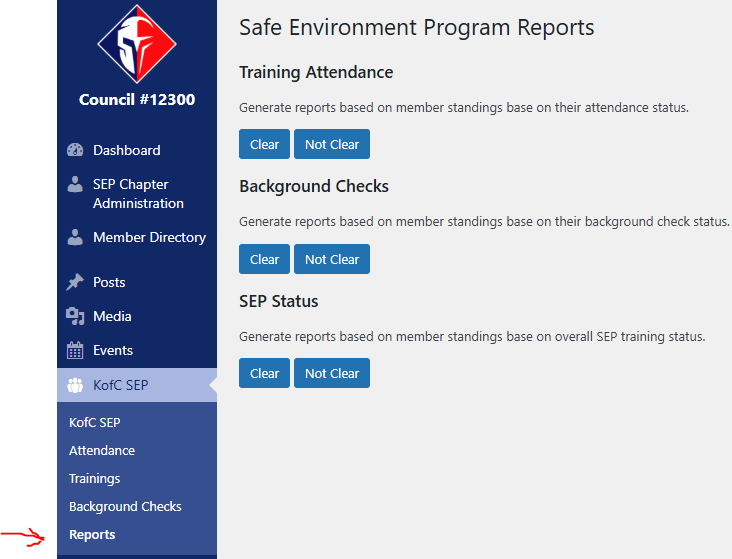 Council #12300
Dashboard
SEP Chapter
Administration
Member Directory
Posts
Media
Events
KofC SEP
KofC SEP
Attendance
Trainings
Background Checks
Reports
Safe Environment Program Reports
Training Attendance
Generate reports based on member standings base on their attendance status.
Clear Not Clear
Background Checks
Generate reports based on member standings base on their background check status.
Clear Not Clear
SEP Status
Generate reports based on member standings base on overall SEP training status.
Clear Not Clear